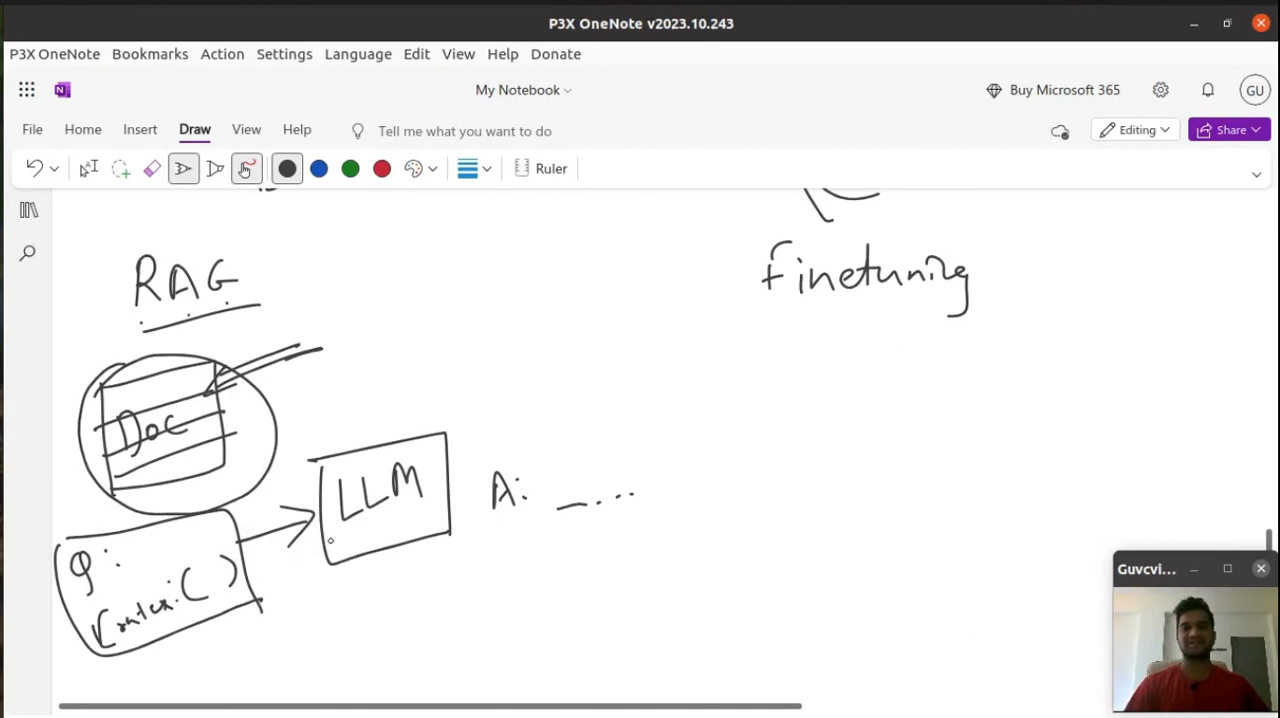 P3X OneNote v2023.10.243
P3X OneNote Bookmarks Action Settings Language Edit View Help Donate
My Notebook Buy Microsoft 365 GU
File Home Insert Draw View Help Tell me what you want to do Editing Share
Ruler
RAG
Finetuning
Doc
LLM
A:
Q:
Context: ( )
Guvcvi...